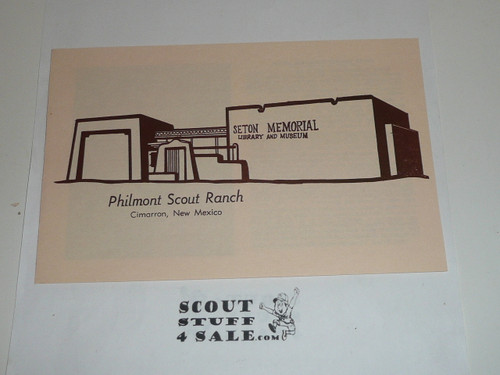 SETON MEMORIAL
LIBRARY AND MUSEUM
Philmont Scout Ranch
Cimarron, New Mexico
SCOUT
STUFF
4 SALE.COM